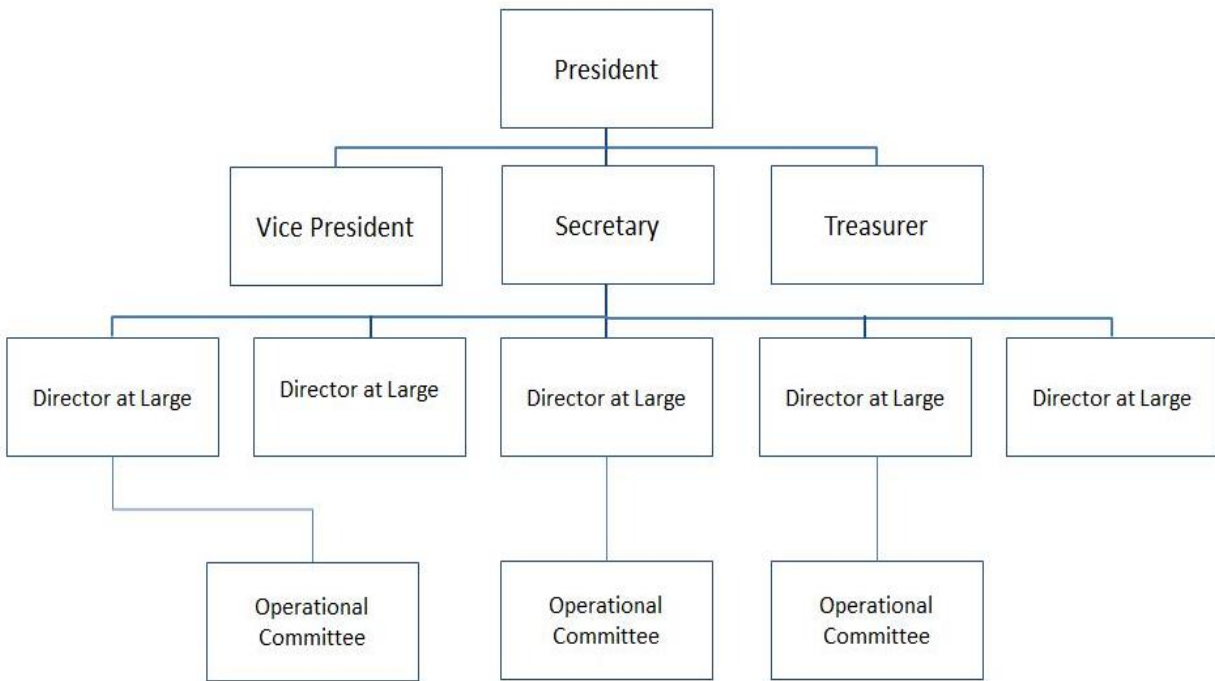 President
Vice President
Secretary
Treasurer
Director at Large
Director at Large
Director at Large
Director at Large
Director at Large
Operational
Committee
Operational
Committee
Operational
Committee